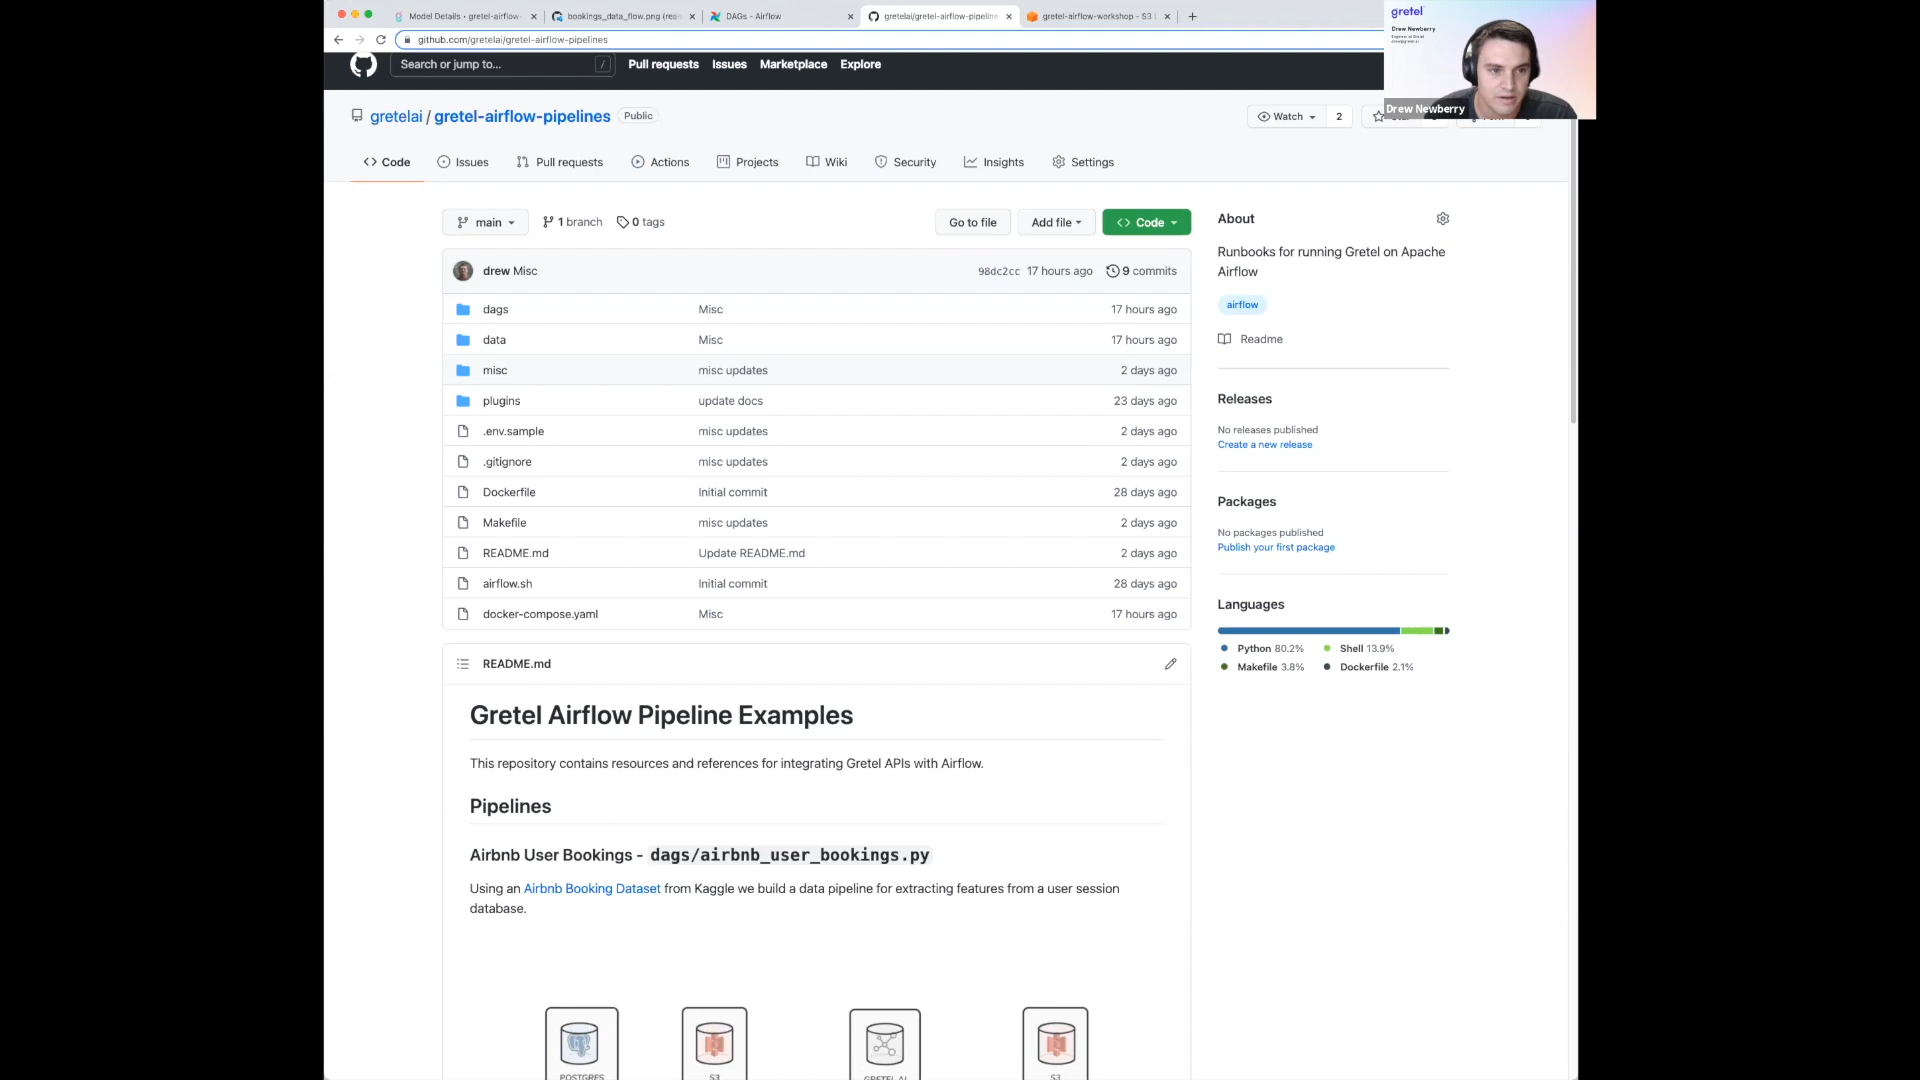 Model Details - gretel-airflow-
bookings_data_flow.png
DAGs - Airflow
gretelai/gretel-airflow-pipeline
gretel-airflow-workshop - S3
github.com/gretelai/gretel-airflow-pipelines
gretel
Drew Newberry
Engineer at Gretel
Drew Newberry
Search or jump to...
/
Pull requests
Issues
Marketplace
Explore
gretelai / gretel-airflow-pipelines
Public
Watch
2
Code
Issues
Pull requests
Actions
Projects
Wiki
Security
Insights
Settings
main
1 branch
0 tags
Go to file
Add file
Code
drew Misc
98dc2cc 17 hours ago
9 commits
dags Misc 17 hours ago
data Misc 17 hours ago
misc misc updates 2 days ago
plugins update docs 23 days ago
.env.sample misc updates 2 days ago
.gitignore misc updates 2 days ago
Dockerfile Initial commit 28 days ago
Makefile misc updates 2 days ago
README.md Update README.md 2 days ago
airflow.sh Initial commit 28 days ago
docker-compose.yaml Misc 17 hours ago
About
Runbooks for running Gretel on Apache
Airflow
airflow
Readme
Releases
No releases published
Create a new release
Packages
No packages published
Publish your first package
Languages
Python 80.2%
Shell 13.9%
Makefile 3.8%
Dockerfile 2.1%
README.md
Gretel Airflow Pipeline Examples
This repository contains resources and references for integrating Gretel APIs with Airflow.
Pipelines
Airbnb User Bookings - dags/airbnb_user_bookings.py
Using an Airbnb Booking Dataset from Kaggle we build a data pipeline for extracting features from a user session
database.
POSTGRES
S3
GRETEL AI
S3